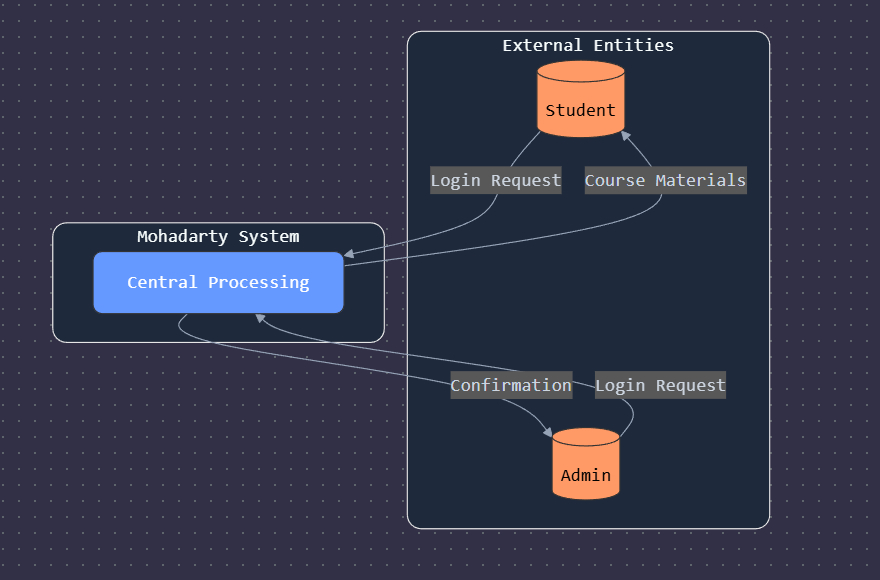 External Entities
Student
Login Request
Course Materials
Mohadarty System
Central Processing
Confirmation
Login Request
Admin